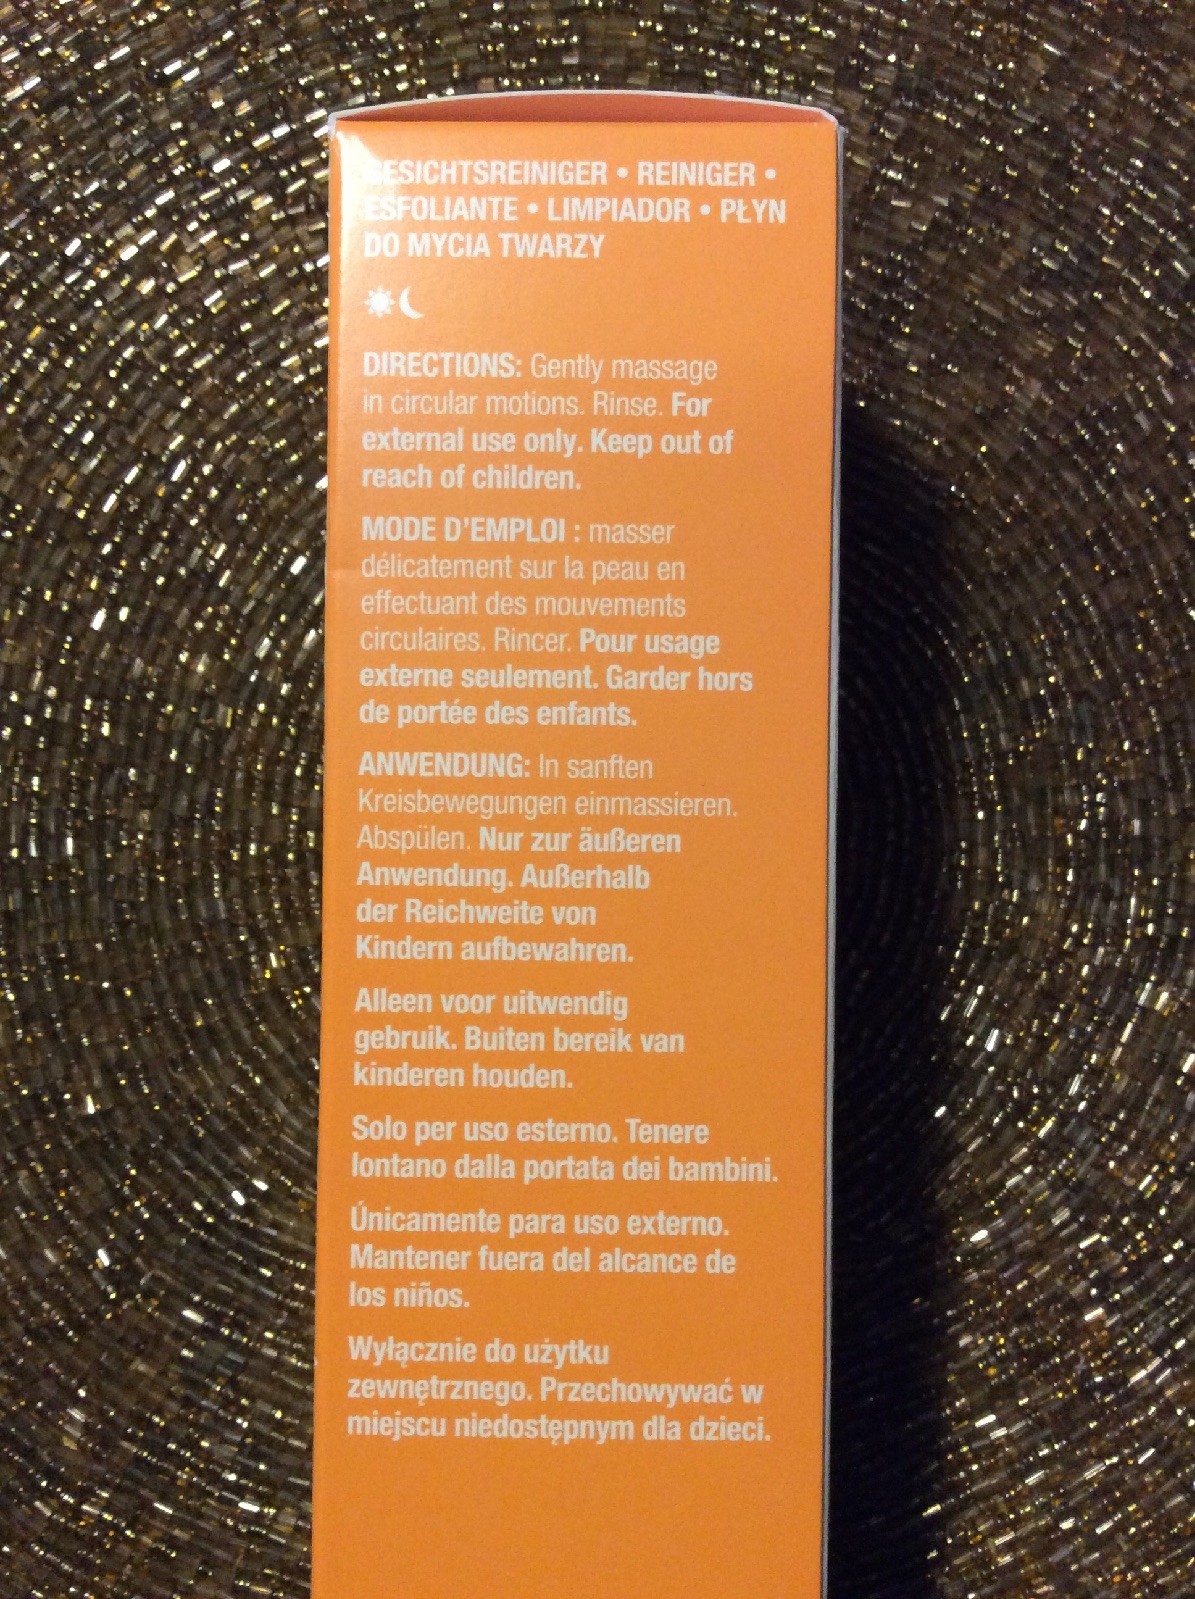 GESICHTSREINIGER • REINIGER •
ESFOLIANTE • LIMPIADOR • PŁYN
DO MYCIA TWARZY
DIRECTIONS: Gently massage
in circular motions. Rinse. For
external use only. Keep out of
reach of children.
MODE D'EMPLOI : masser
délicatement sur la peau en
effectuant des mouvements
circulaires. Rincer. Pour usage
externe seulement. Garder hors
de portée des enfants.
ANWENDUNG: In sanften
Kreisbewegungen einmassieren.
Abspülen. Nur zur äußeren
Anwendung. Außerhalb
der Reichweite von
Kindern aufbewahren.
Alleen voor uitwendig
gebruik. Buiten bereik van
kinderen houden.
Solo per uso esterno. Tenere
lontano dalla portata dei bambini.
Únicamente para uso externo.
Mantener fuera del alcance de
los niños.
Wyłącznie do użytku
zewnętrznego. Przechowywać w
miejscu niedostępnym dla dzieci.